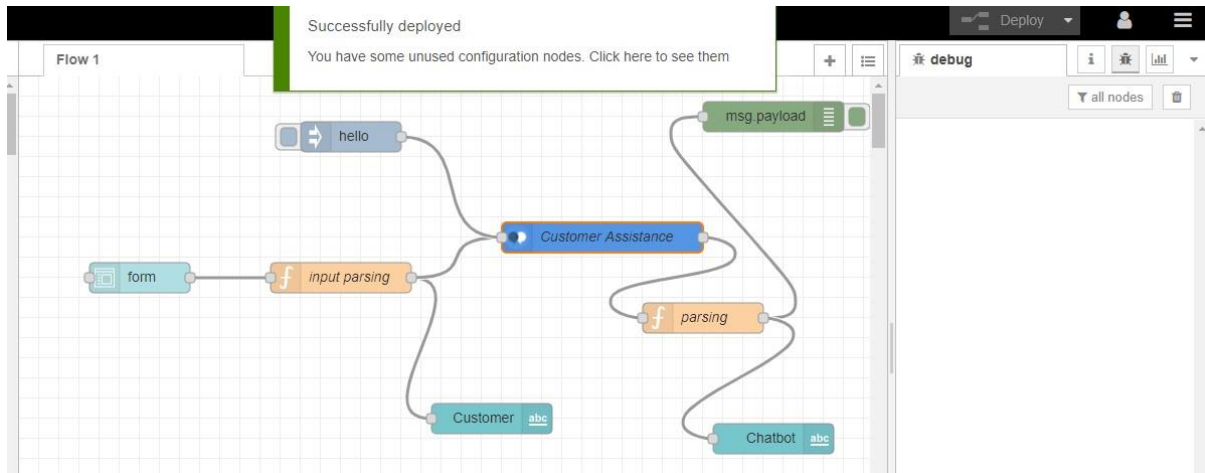 Successfully deployed
You have some unused configuration nodes. Click here to see them
Deploy
Flow 1
debug
i
all nodes
msg.payload
hello
Customer Assistance
form
input parsing
parsing
Customer
abc
Chatbot
abc